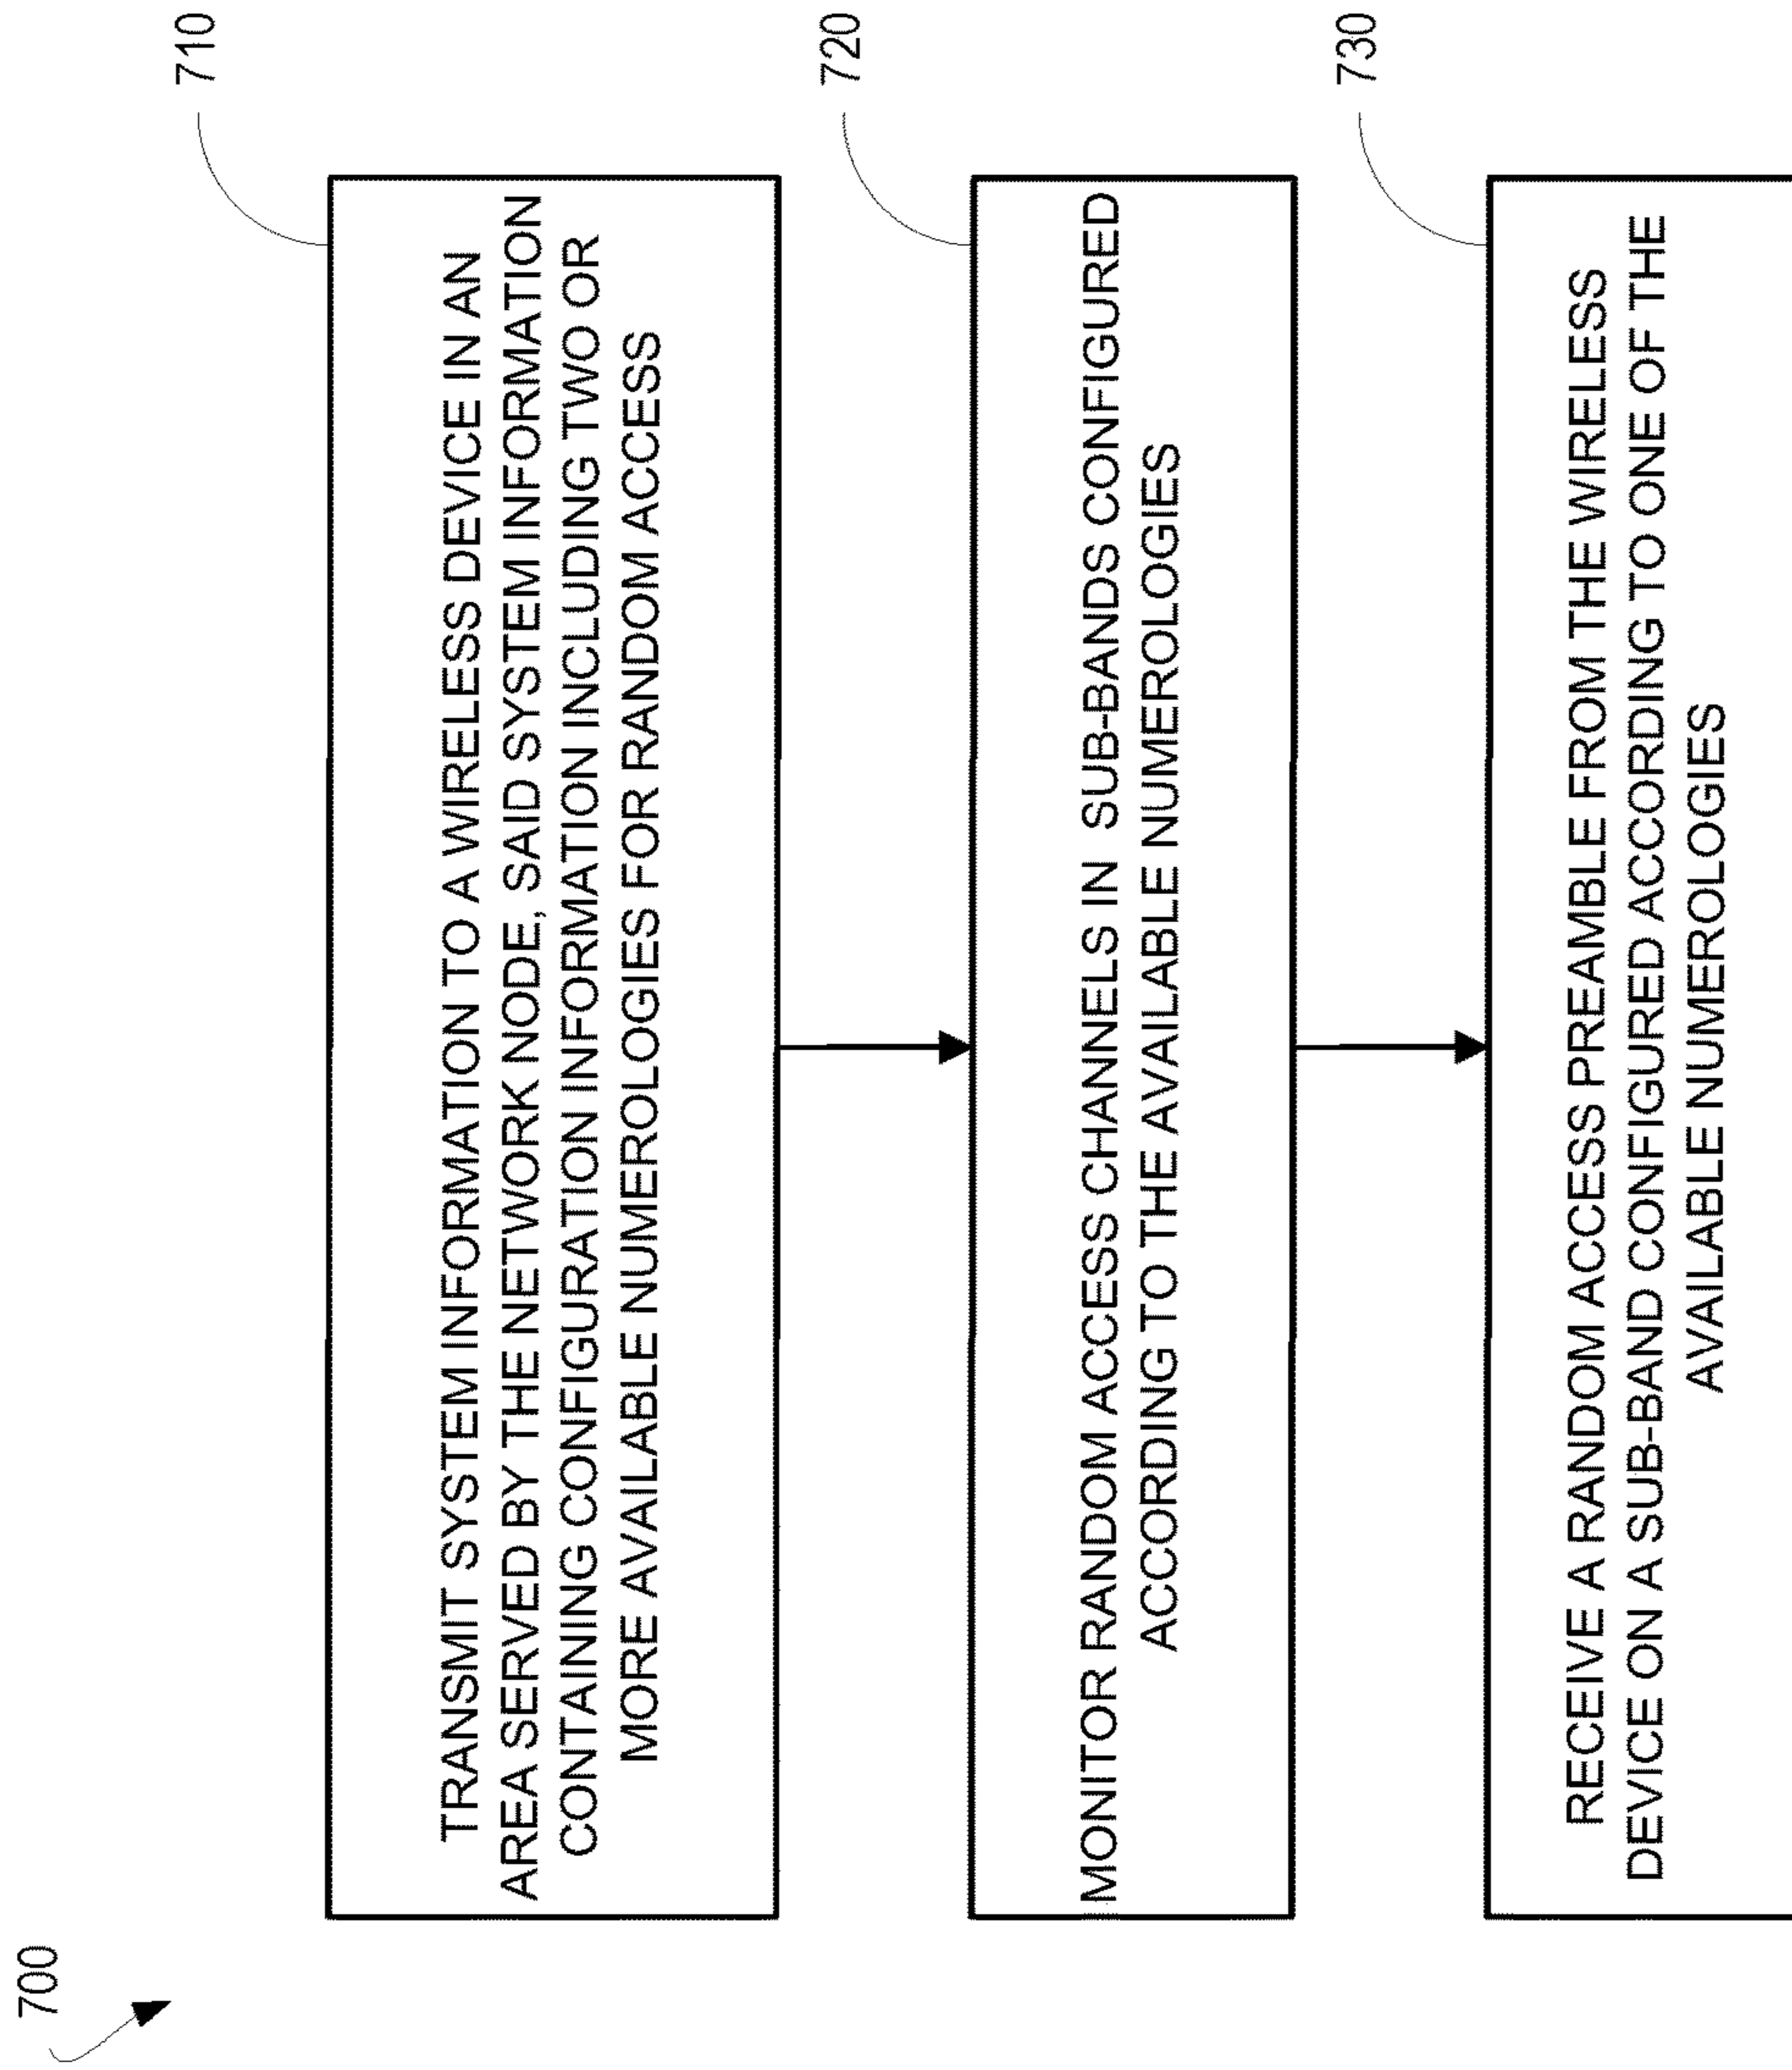 700
710
TRANSMIT SYSTEM INFORMATION TO A WIRELESS DEVICE IN AN
AREA SERVED BY THE NETWORK NODE, SAID SYSTEM INFORMATION
CONTAINING CONFIGURATION INFORMATION INCLUDING TWO OR
MORE AVAILABLE NUMEROLOGIES FOR RANDOM ACCESS
720
MONITOR RANDOM ACCESS CHANNELS IN SUB-BANDS CONFIGURED
ACCORDING TO THE AVAILABLE NUMEROLOGIES
730
RECEIVE A RANDOM ACCESS PREAMBLE FROM THE WIRELESS
DEVICE ON A SUB-BAND CONFIGURED ACCORDING TO ONE OF THE
AVAILABLE NUMEROLOGIES